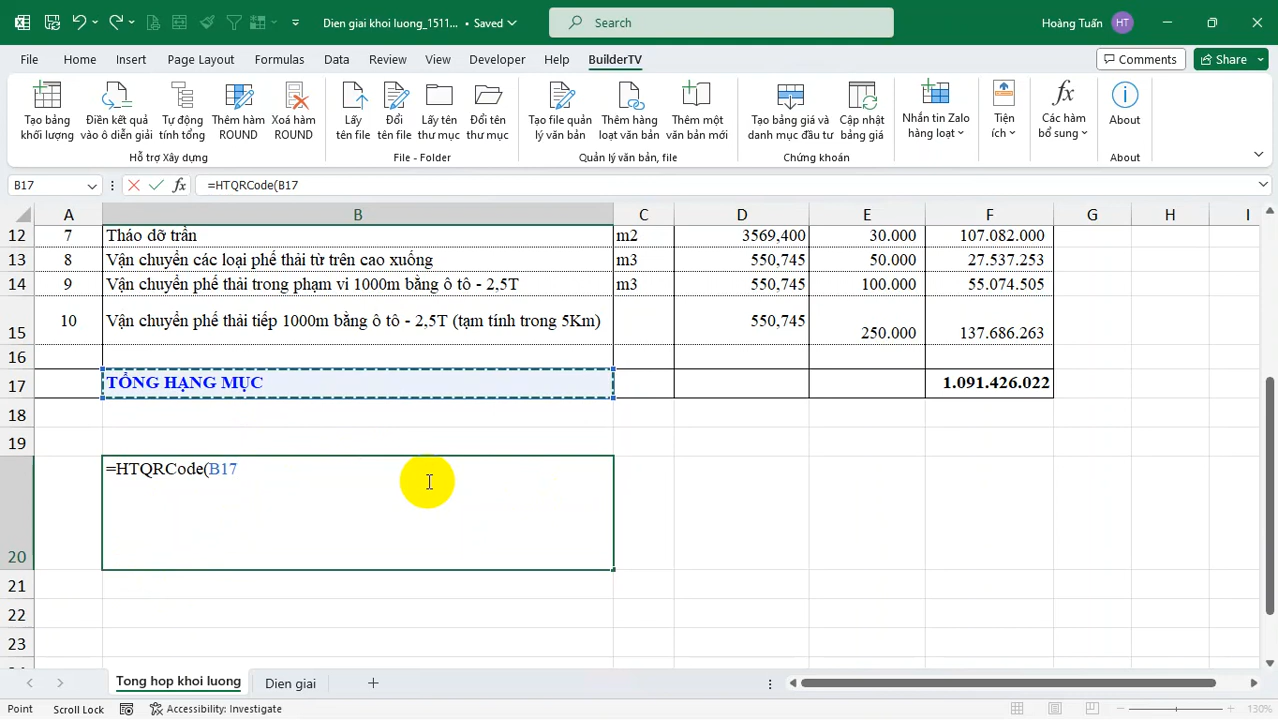 Dien giai khoi luong_1511... • Saved
Search
Hoàng Tuấn
HT
File Home Insert Page Layout Formulas Data Review View Developer Help BuilderTV
Comments
Share
Tạo bảng khối lượng
Điền kết quả vào ô diễn giải
Tự động tính tổng
Thêm hàm ROUND
Xoá hàm ROUND
Hỗ trợ Xây dựng
Lấy tên file
Đổi tên file
Lấy tên thư mục
Đổi tên thư mục
File - Folder
Tạo file quản lý văn bản
Thêm hàng loạt văn bản
Thêm một văn bản mới
Quản lý văn bản, file
Tạo bảng giá và danh mục đầu tư
Cập nhật bảng giá
Chứng khoán
Nhắn tin Zalo hàng loạt
Tiện ích
Các hàm bổ sung
About
About
B17 fx =HTQRCode(B17
A B C D E F G H I
12 7 Tháo dỡ trần m2 3569,400 30.000 107.082.000
13 8 Vận chuyển các loại phế thải từ trên cao xuống m3 550,745 50.000 27.537.253
14 9 Vận chuyển phế thải trong phạm vi 1000m bằng ô tô - 2,5T m3 550,745 100.000 55.074.505
15 10 Vận chuyển phế thải tiếp 1000m bằng ô tô - 2,5T (tạm tính trong 5Km) 550,745 250.000 137.686.263
16
17 TỔNG HẠNG MỤC 1.091.426.022
18
19
20 =HTQRCode(B17
21
22
23
Tong hop khoi luong Dien giai
Point Scroll Lock Accessibility: Investigate 130%